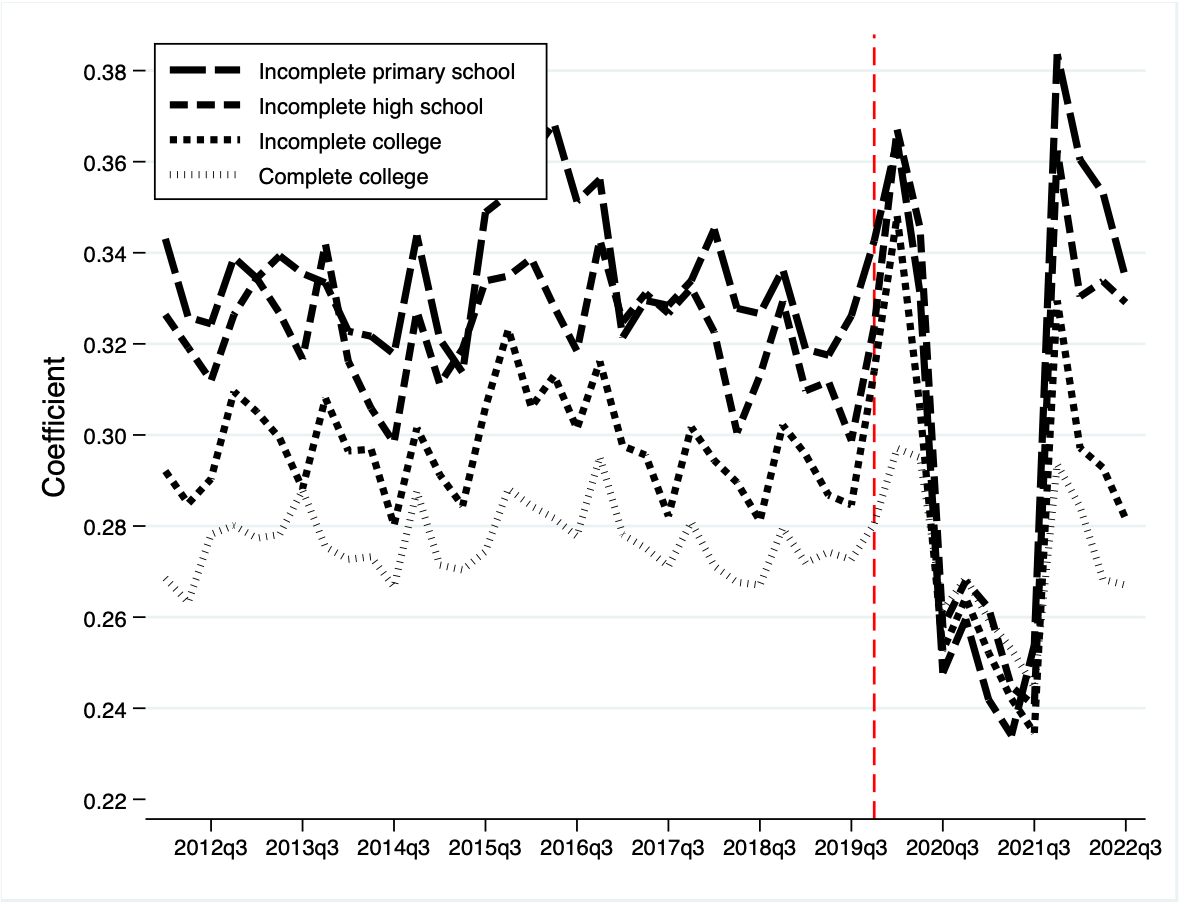 Incomplete primary school
Incomplete high school
Incomplete college
Complete college
Coefficient
0.38
0.36
0.34
0.32
0.30
0.28
0.26
0.24
0.22
2012q3 2013q3 2014q3 2015q3 2016q3 2017q3 2018q3 2019q3 2020q3 2021q3 2022q3